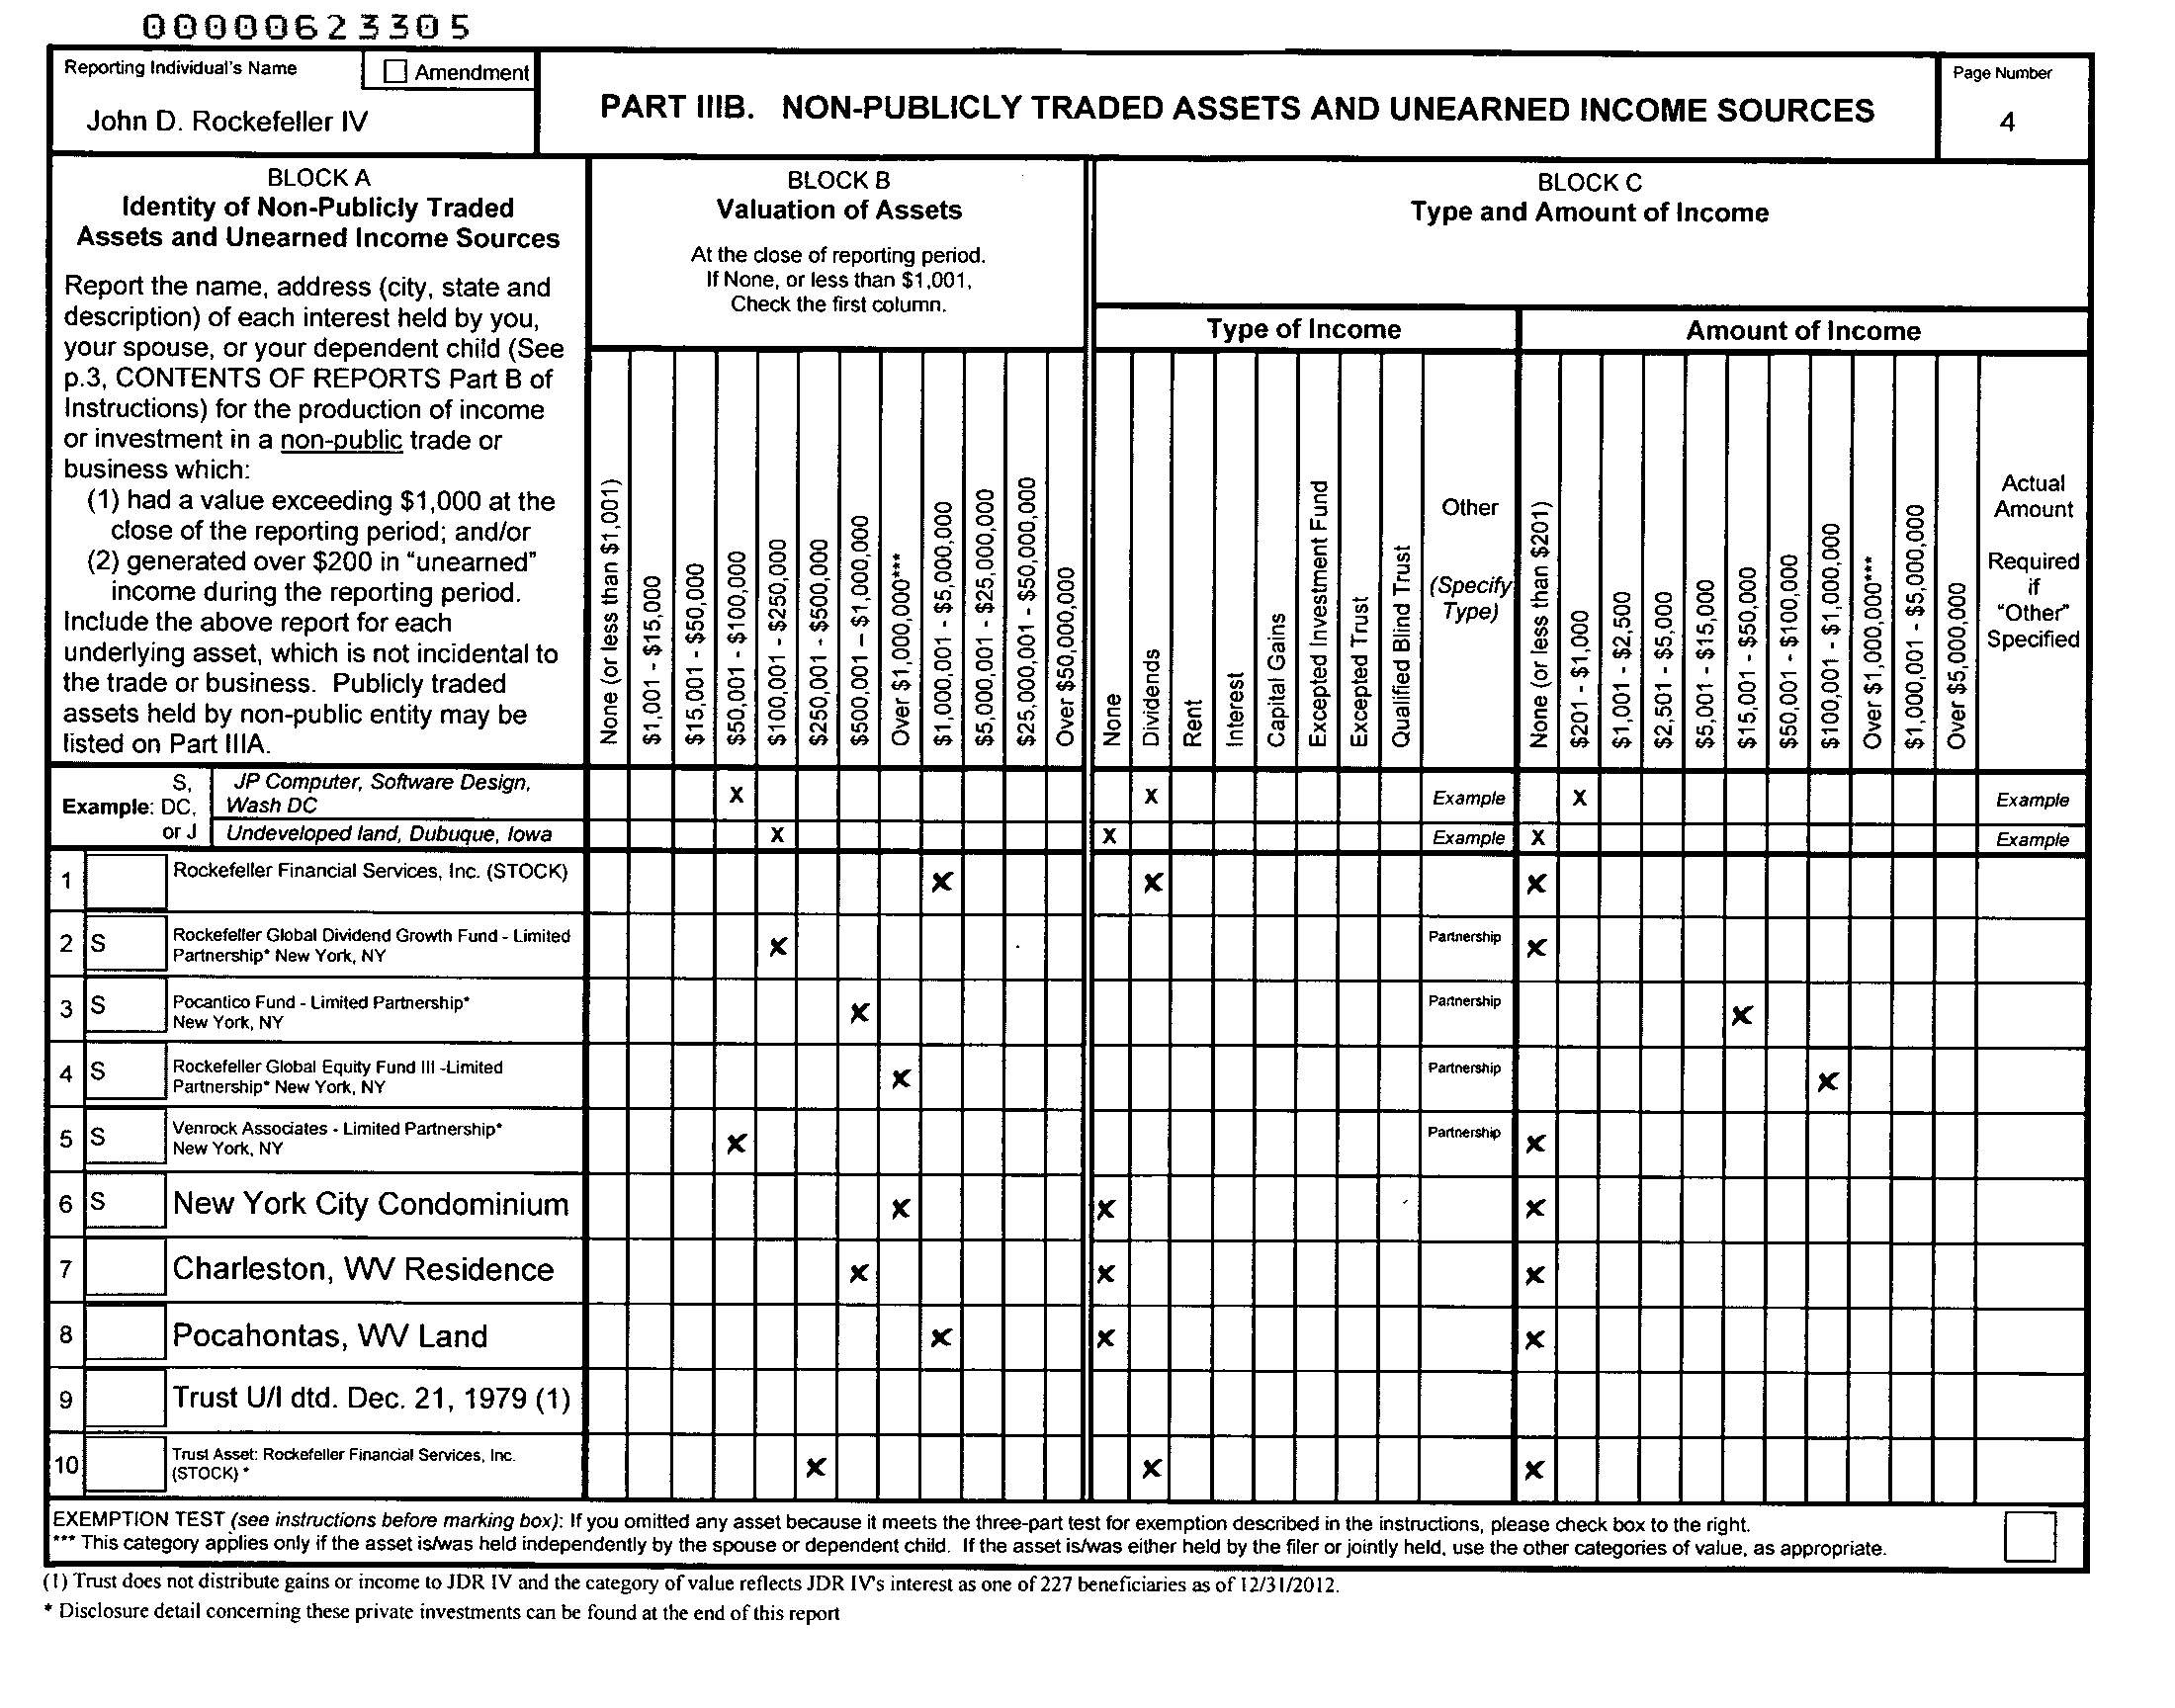 00000623305
Reporting Individual's Name
Amendment
John D. Rockefeller IV
PART IIIB. NON-PUBLICLY TRADED ASSETS AND UNEARNED INCOME SOURCES
Page Number
4
BLOCK A
Identity of Non-Publicly Traded
Assets and Unearned Income Sources
Report the name, address (city, state and
description) of each interest held by you,
your spouse, or your dependent child (See
p.3, CONTENTS OF REPORTS Part B of
Instructions) for the production of income
or investment in a non-public trade or
business which:
(1) had a value exceeding $1,000 at the
close of the reporting period; and/or
(2) generated over $200 in "unearned"
income during the reporting period.
Include the above report for each
underlying asset, which is not incidental to
the trade or business. Publicly traded
assets held by non-public entity may be
listed on Part IIIA.
BLOCK B
Valuation of Assets
At the close of reporting period.
If None, or less than $1,001,
Check the first column.
None (or less than $1,001)
$1,001 - $15,000
$15,001 - $50,000
$50,001 - $100,000
$100,001 - $250,000
$250,001 - $500,000
$500,001 – $1,000,000
Over $1,000,000***
$1,000,001 - $5,000,000
$5,000,001 - $25,000,000
$25,000,001 - $50,000,000
Over $50,000,000
BLOCK C
Type and Amount of Income
Type of Income
None
Dividends
Rent
Interest
Capital Gains
Excepted Investment Fund
Excepted Trust
Qualified Blind Trust
Other
(Specify
Type)
Amount of Income
None (or less than $201)
$201 - $1,000
$1,001 - $2,500
$2,501 - $5,000
$5,001 - $15,000
$15,001 - $50,000
$50,001 - $100,000
$100,001 - $1,000,000
Over $1,000,000***
$1,000,001 - $5,000,000
Over $5,000,000
Actual
Amount
Required
if
"Other"
Specified
S,
Example: DC,
or J
JP Computer, Software Design,
Wash DC
X X Example X Example
Undeveloped land, Dubuque, Iowa X X Example X Example
1 Rockefeller Financial Services, Inc. (STOCK) X X X
2 S Rockefeller Global Dividend Growth Fund - Limited
Partnership* New York, NY X Partnership X
3 S Pocantico Fund - Limited Partnership*
New York, NY X Partnership X
4 S Rockefeller Global Equity Fund III -Limited
Partnership* New York, NY X Partnership X
5 S Venrock Associates - Limited Partnership*
New York, NY X Partnership X
6 S New York City Condominium X X X
7 Charleston, WV Residence X X X
8 Pocahontas, WV Land X X X
9 Trust U/I dtd. Dec. 21, 1979 (1)
10 Trust Asset: Rockefeller Financial Services, Inc.
(STOCK) * X X X
EXEMPTION TEST (see instructions before marking box): If you omitted any asset because it meets the three-part test for exemption described in the instructions, please check box to the right.
*** This category applies only if the asset is/was held independently by the spouse or dependent child. If the asset is/was either held by the filer or jointly held, use the other categories of value, as appropriate.
(1) Trust does not distribute gains or income to JDR IV and the category of value reflects JDR IV's interest as one of 227 beneficiaries as of 12/31/2012.
* Disclosure detail concerning these private investments can be found at the end of this report